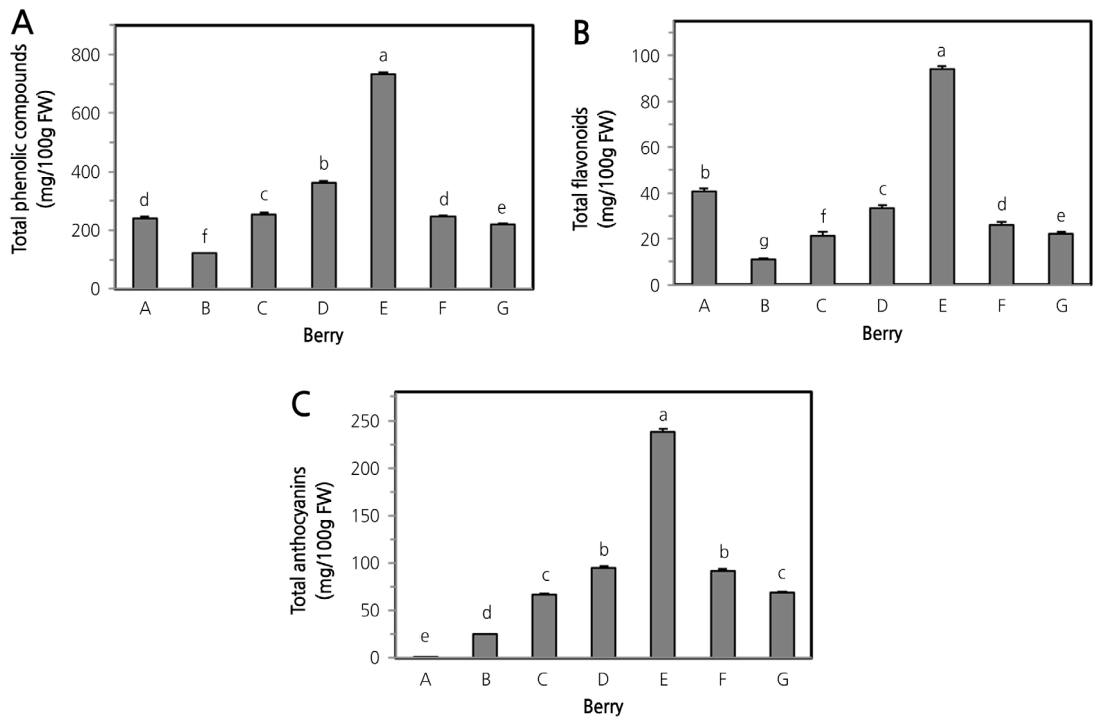 A
Total phenolic compounds
(mg/100g FW)
800
600
400
200
0
d
f
c
b
a
d
e
A B C D E F G
Berry
B
Total flavonoids
(mg/100g FW)
100
80
60
40
20
0
b
g
f
c
a
d
e
A B C D E F G
Berry
C
Total anthocyanins
(mg/100g FW)
250
200
150
100
50
0
e
d
c
b
a
b
c
A B C D E F G
Berry